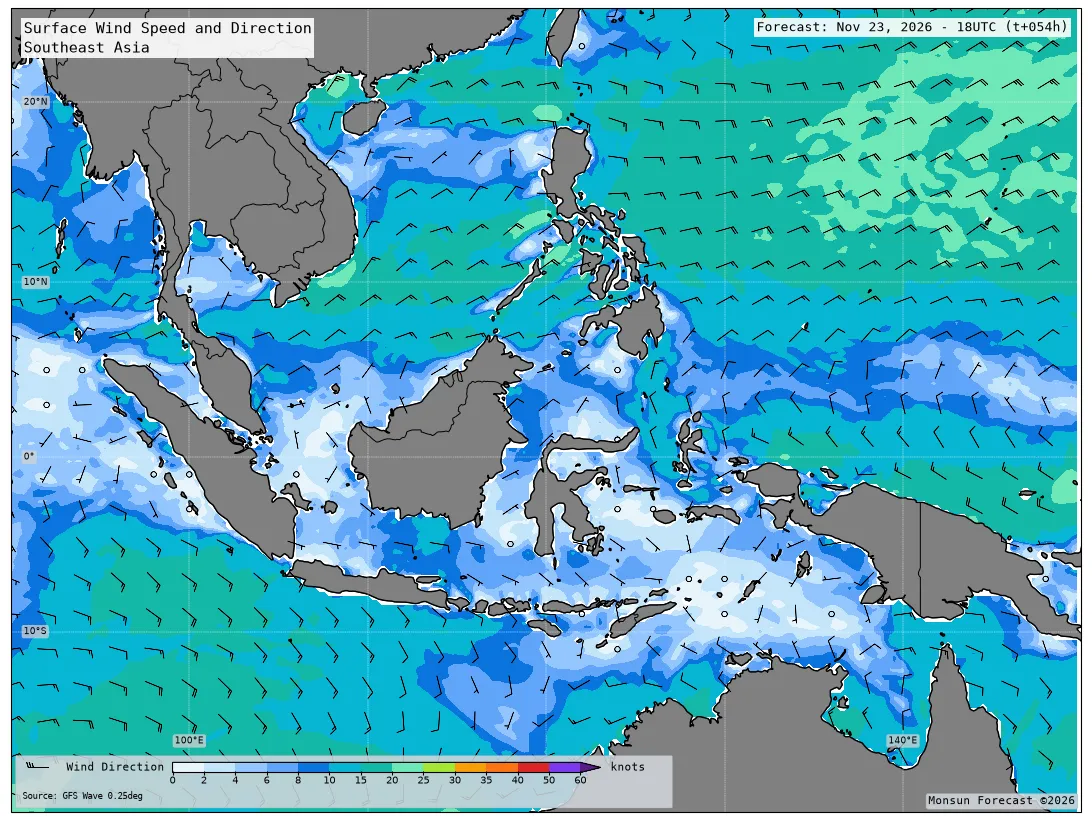 Surface Wind Speed and Direction
Southeast Asia
Forecast: Nov 23, 2026 - 18UTC (t+054h)
20°N
10°N
0°
10°S
100°E
140°E
Wind Direction
knots
0 2 4 6 8 10 15 20 25 30 35 40 50 60
Source: GFS Wave 0.25deg
Monsun Forecast ©2026